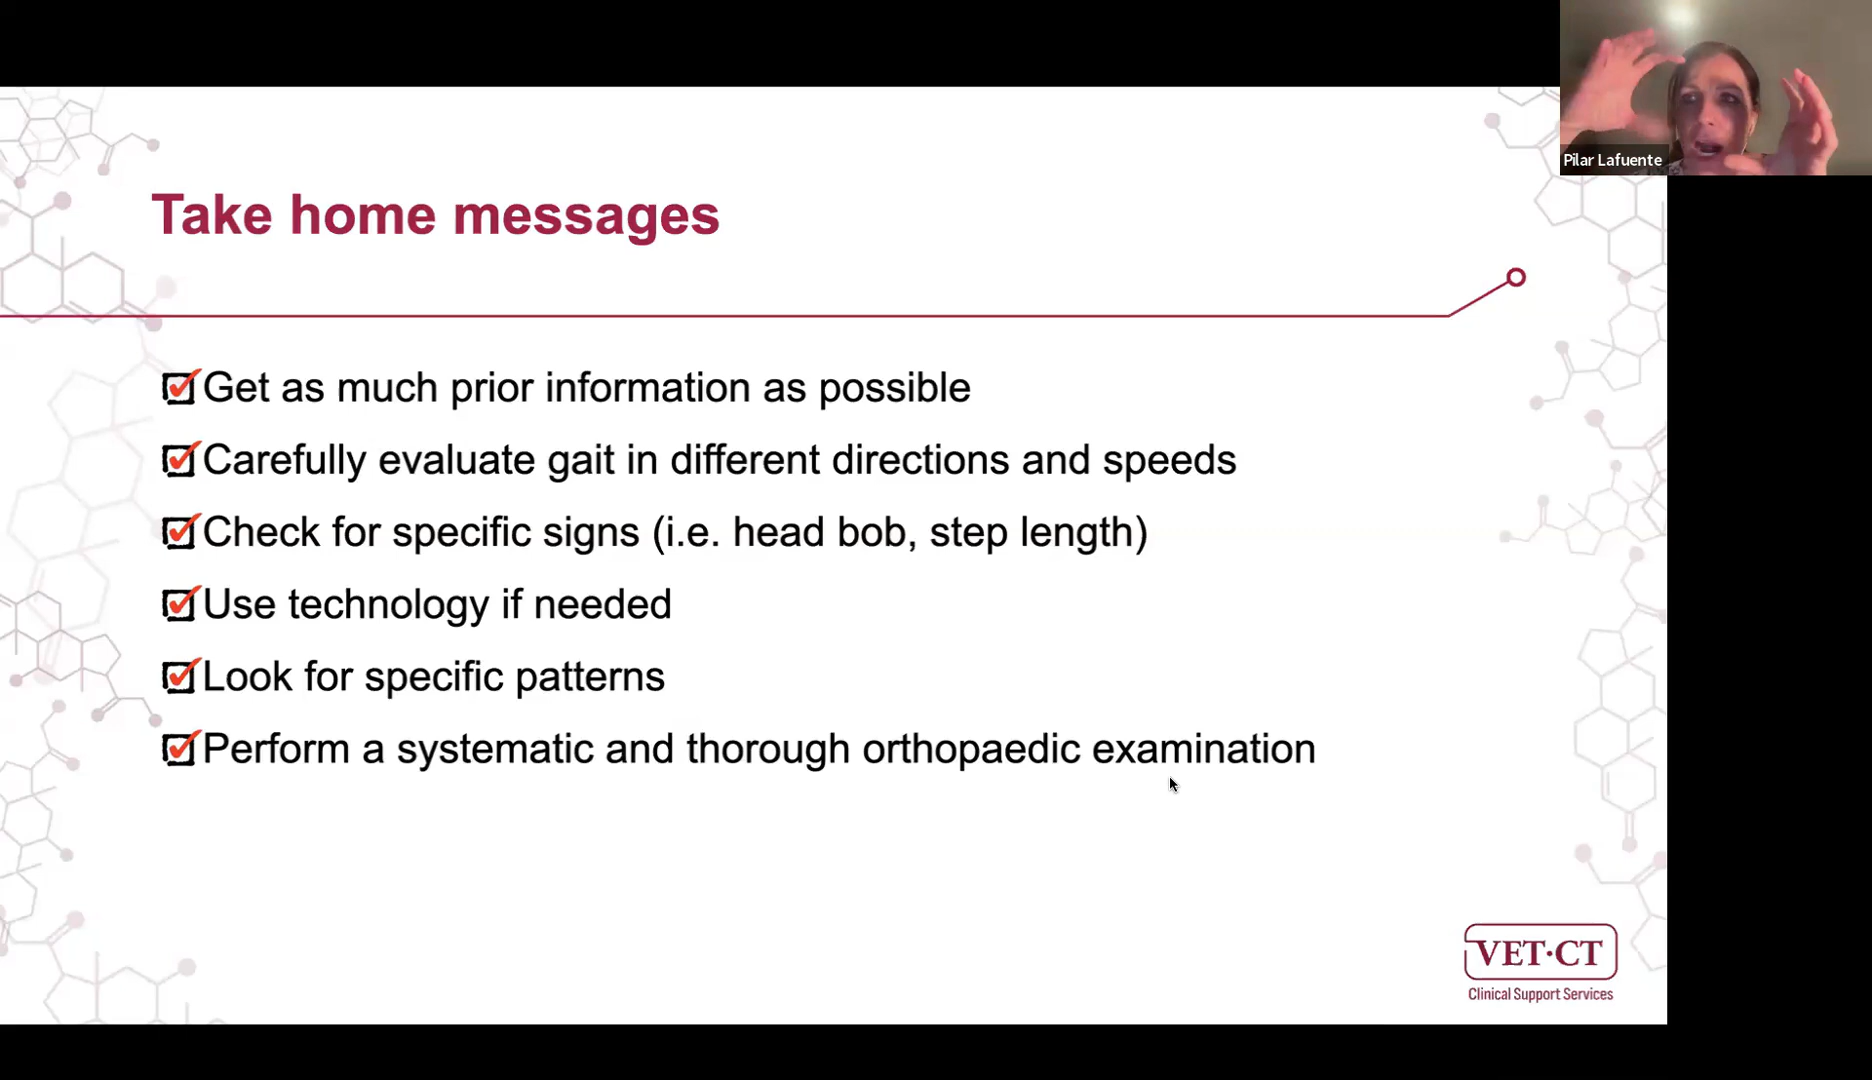 Pilar Lafuente
Take home messages
Get as much prior information as possible
Carefully evaluate gait in different directions and speeds
Check for specific signs (i.e. head bob, step length)
Use technology if needed
Look for specific patterns
Perform a systematic and thorough orthopaedic examination
VET·CT
Clinical Support Services